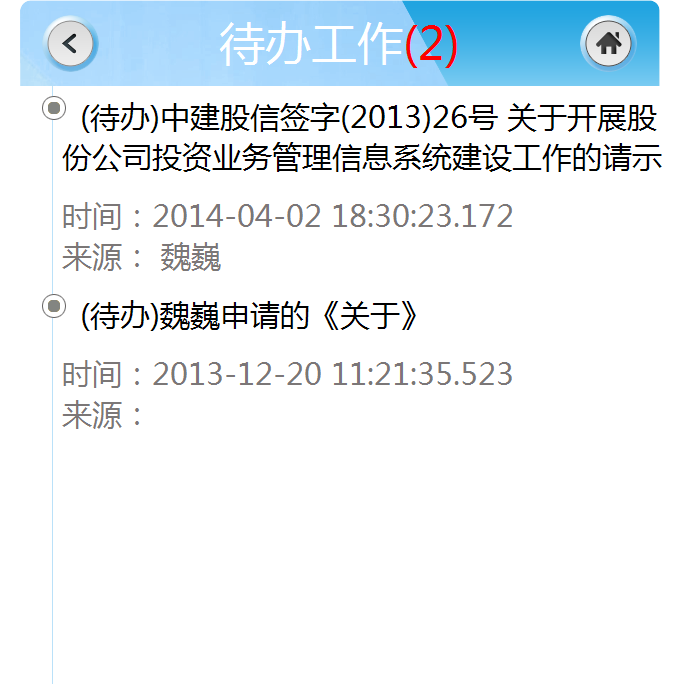 待办工作(2)
(待办)中建股信签字(2013)26号 关于开展股
份公司投资业务管理信息系统建设工作的请示
时间：2014-04-02 18:30:23.172
来源： 魏巍
(待办)魏巍申请的《关于》
时间：2013-12-20 11:21:35.523
来源：